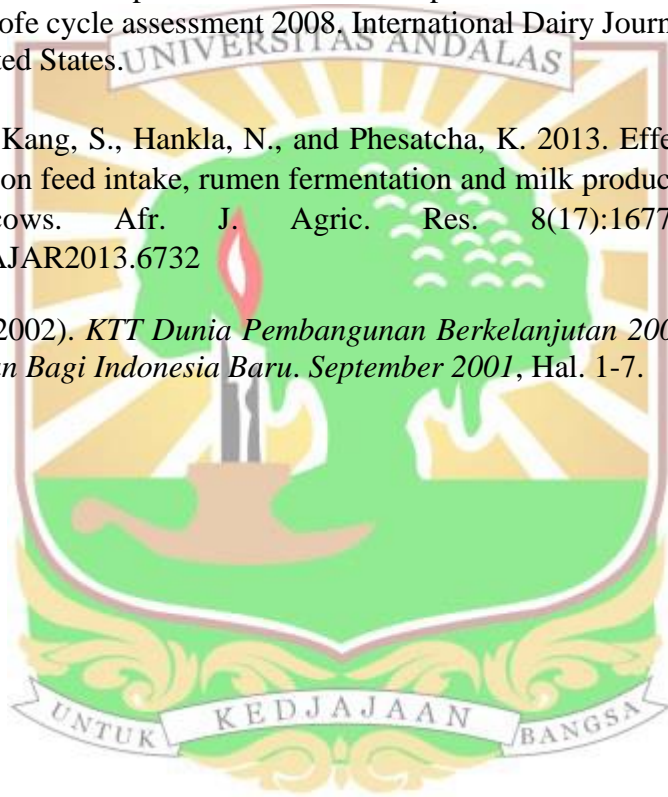 ofe cycle assessment 2008. International Dairy Journ
ted States.
UNIVERSITAS ANDALAS
Kang, S., Hankla, N., and Phesatcha, K. 2013. Effe
on feed intake, rumen fermentation and milk produc
cows. Afr. J. Agric. Res. 8(17):1677
AJAR2013.6732
2002). KTT Dunia Pembangunan Berkelanjutan 200
an Bagi Indonesia Baru. September 2001, Hal. 1-7.
UNTUK KEDJAJAAN BANGSA